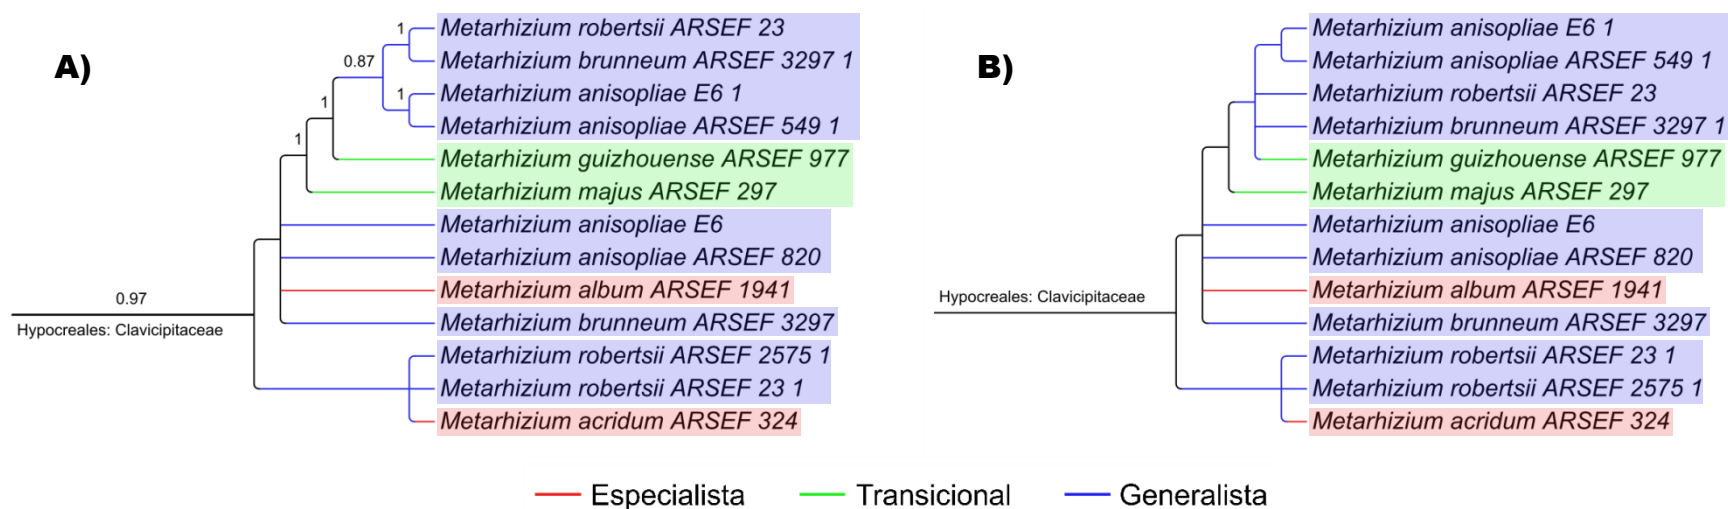 A)
1
Metarhizium robertsii ARSEF 23
0.87
Metarhizium brunneum ARSEF 3297 1
1
Metarhizium anisopliae E6 1
1
Metarhizium anisopliae ARSEF 549 1
1
Metarhizium guizhouense ARSEF 977
Metarhizium majus ARSEF 297
Metarhizium anisopliae E6
Metarhizium anisopliae ARSEF 820
Metarhizium album ARSEF 1941
0.97
Hypocreales: Clavicipitaceae
Metarhizium brunneum ARSEF 3297
Metarhizium robertsii ARSEF 2575 1
Metarhizium robertsii ARSEF 23 1
Metarhizium acridum ARSEF 324
B)
Metarhizium anisopliae E6 1
Metarhizium anisopliae ARSEF 549 1
Metarhizium robertsii ARSEF 23
Metarhizium brunneum ARSEF 3297 1
Metarhizium guizhouense ARSEF 977
Metarhizium majus ARSEF 297
Metarhizium anisopliae E6
Metarhizium anisopliae ARSEF 820
Metarhizium album ARSEF 1941
Hypocreales: Clavicipitaceae
Metarhizium brunneum ARSEF 3297
Metarhizium robertsii ARSEF 23 1
Metarhizium robertsii ARSEF 2575 1
Metarhizium acridum ARSEF 324
Especialista
Transicional
Generalista